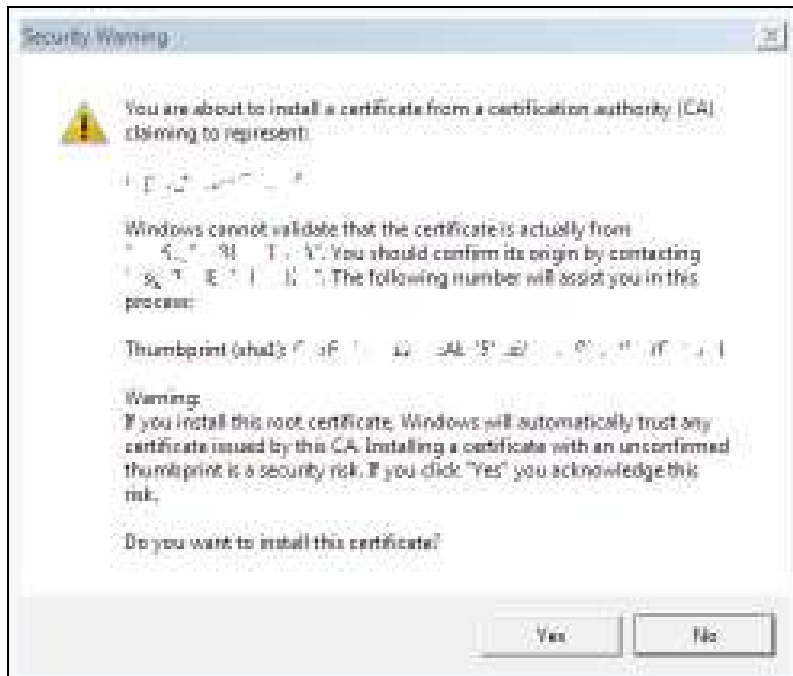 Security Warning
You are about to install a certificate from a certification authority (CA)
claiming to represent:
Windows cannot validate that the certificate is actually from
You should confirm its origin by contacting
The following number will assist you in this
process:
Thumbprint (sha1):
Warning:
If you install this root certificate, Windows will automatically trust any
certificate issued by this CA. Installing a certificate with an unconfirmed
thumbprint is a security risk. If you click "Yes" you acknowledge this
risk.
Do you want to install this certificate?
Yes
No